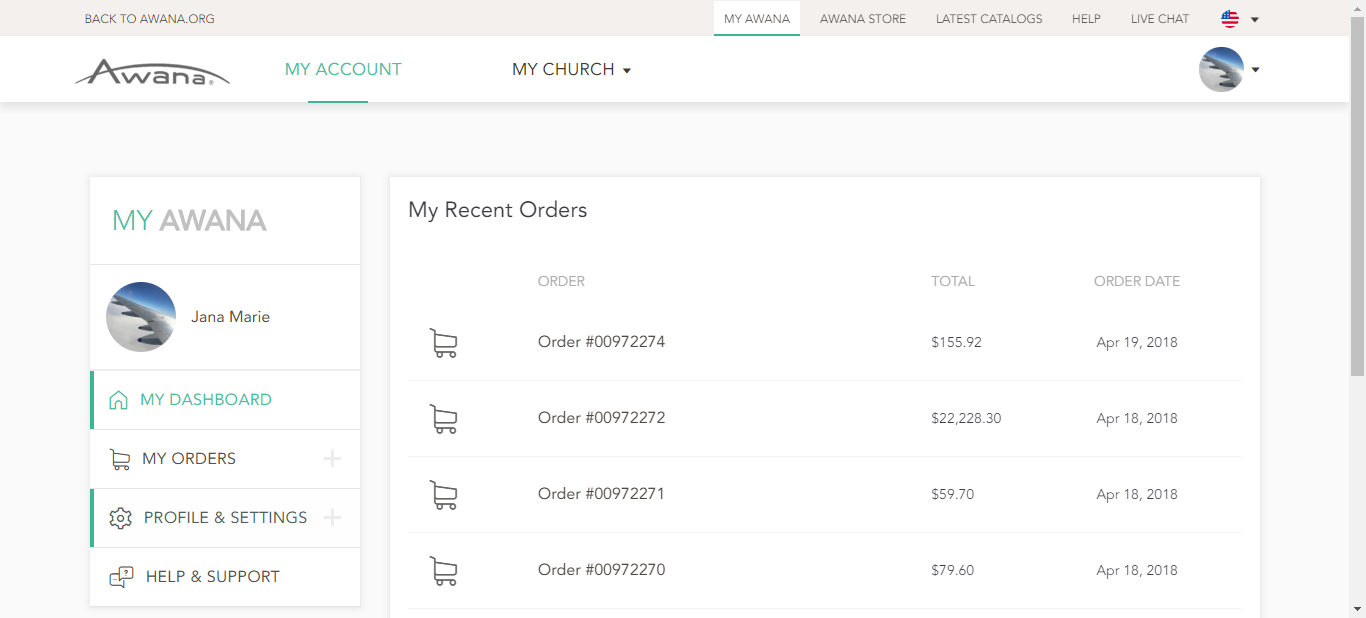 BACK TO AWANA.ORG
MY AWANA
AWANA STORE
LATEST CATALOGS
HELP
LIVE CHAT
Awana®
MY ACCOUNT
MY CHURCH
MY AWANA
Jana Marie
MY DASHBOARD
MY ORDERS
PROFILE & SETTINGS
HELP & SUPPORT
My Recent Orders
ORDER TOTAL ORDER DATE
Order #00972274 $155.92 Apr 19, 2018
Order #00972272 $22,228.30 Apr 18, 2018
Order #00972271 $59.70 Apr 18, 2018
Order #00972270 $79.60 Apr 18, 2018